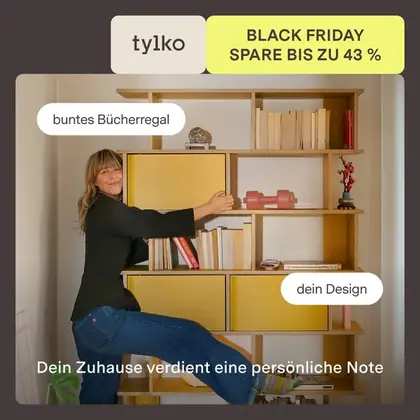 tylko
BLACK FRIDAY
SPARE BIS ZU 43 %
buntes Bücherregal
dein Design
Dein Zuhause verdient eine persönliche Note